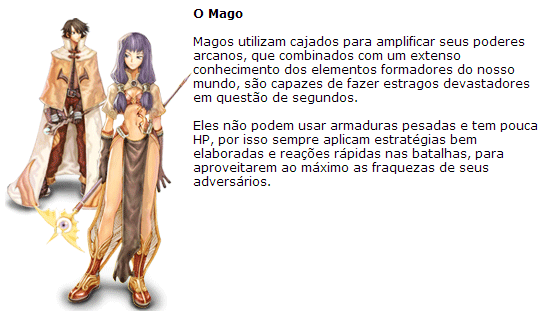 O Mago
Magos utilizam cajados para amplificar seus poderes
arcanos, que combinados com um extenso
conhecimento dos elementos formadores do nosso
mundo, são capazes de fazer estragos devastadores
em questão de segundos.
Eles não podem usar armaduras pesadas e tem pouca
HP, por isso sempre aplicam estratégias bem
elaboradas e reações rápidas nas batalhas, para
aproveitarem ao máximo as fraquezas de seus
adversários.